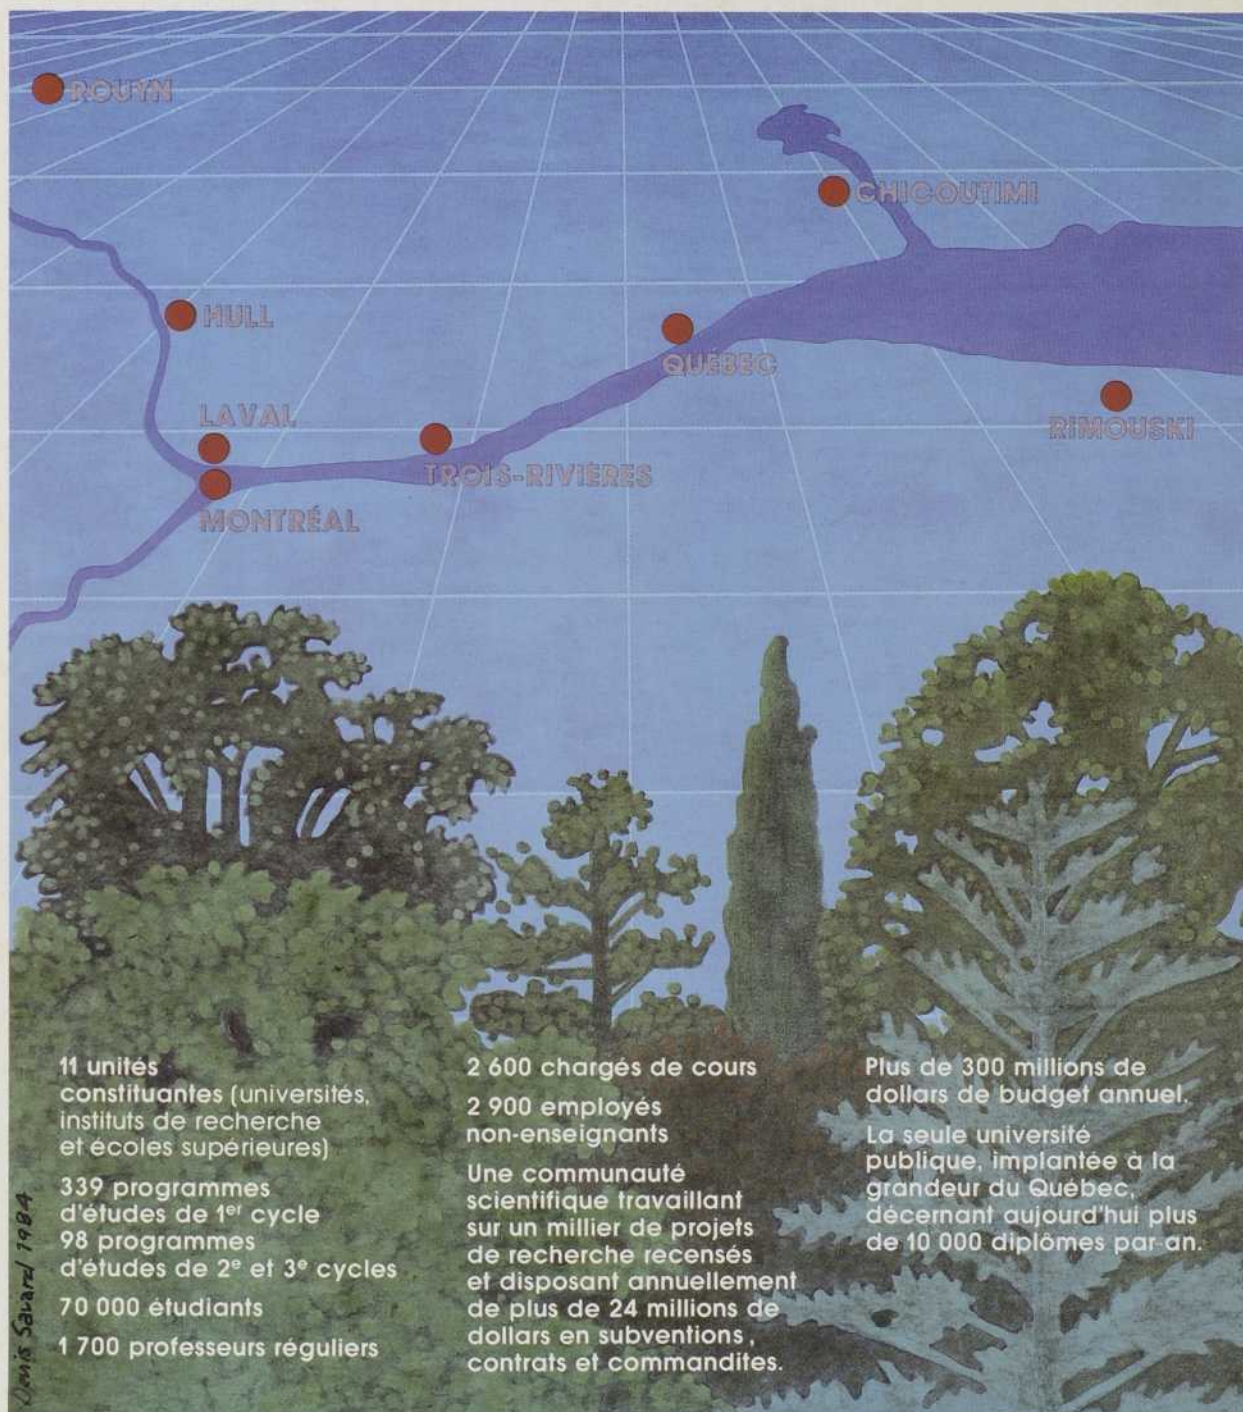 ROUYN
CHICOUTIMI
HULL
QUÉBEC
LAVAL
RIMOUSKI
TROIS-RIVIÈRES
MONTRÉAL
11 unités
constituantes (universités,
instituts de recherche
et écoles supérieures)
339 programmes
d'études de 1er cycle
98 programmes
d'études de 2e et 3e cycles
70 000 étudiants
1 700 professeurs réguliers
2 600 chargés de cours
2 900 employés
non-enseignants
Une communauté
scientifique travaillant
sur un millier de projets
de recherche recensés
et disposant annuellement
de plus de 24 millions de
dollars en subventions,
contrats et commandites.
Plus de 300 millions de
dollars de budget annuel.
La seule université
publique, implantée à la
grandeur du Québec,
décernant aujourd'hui plus
de 10 000 diplômes par an.
Denis Savard 1984